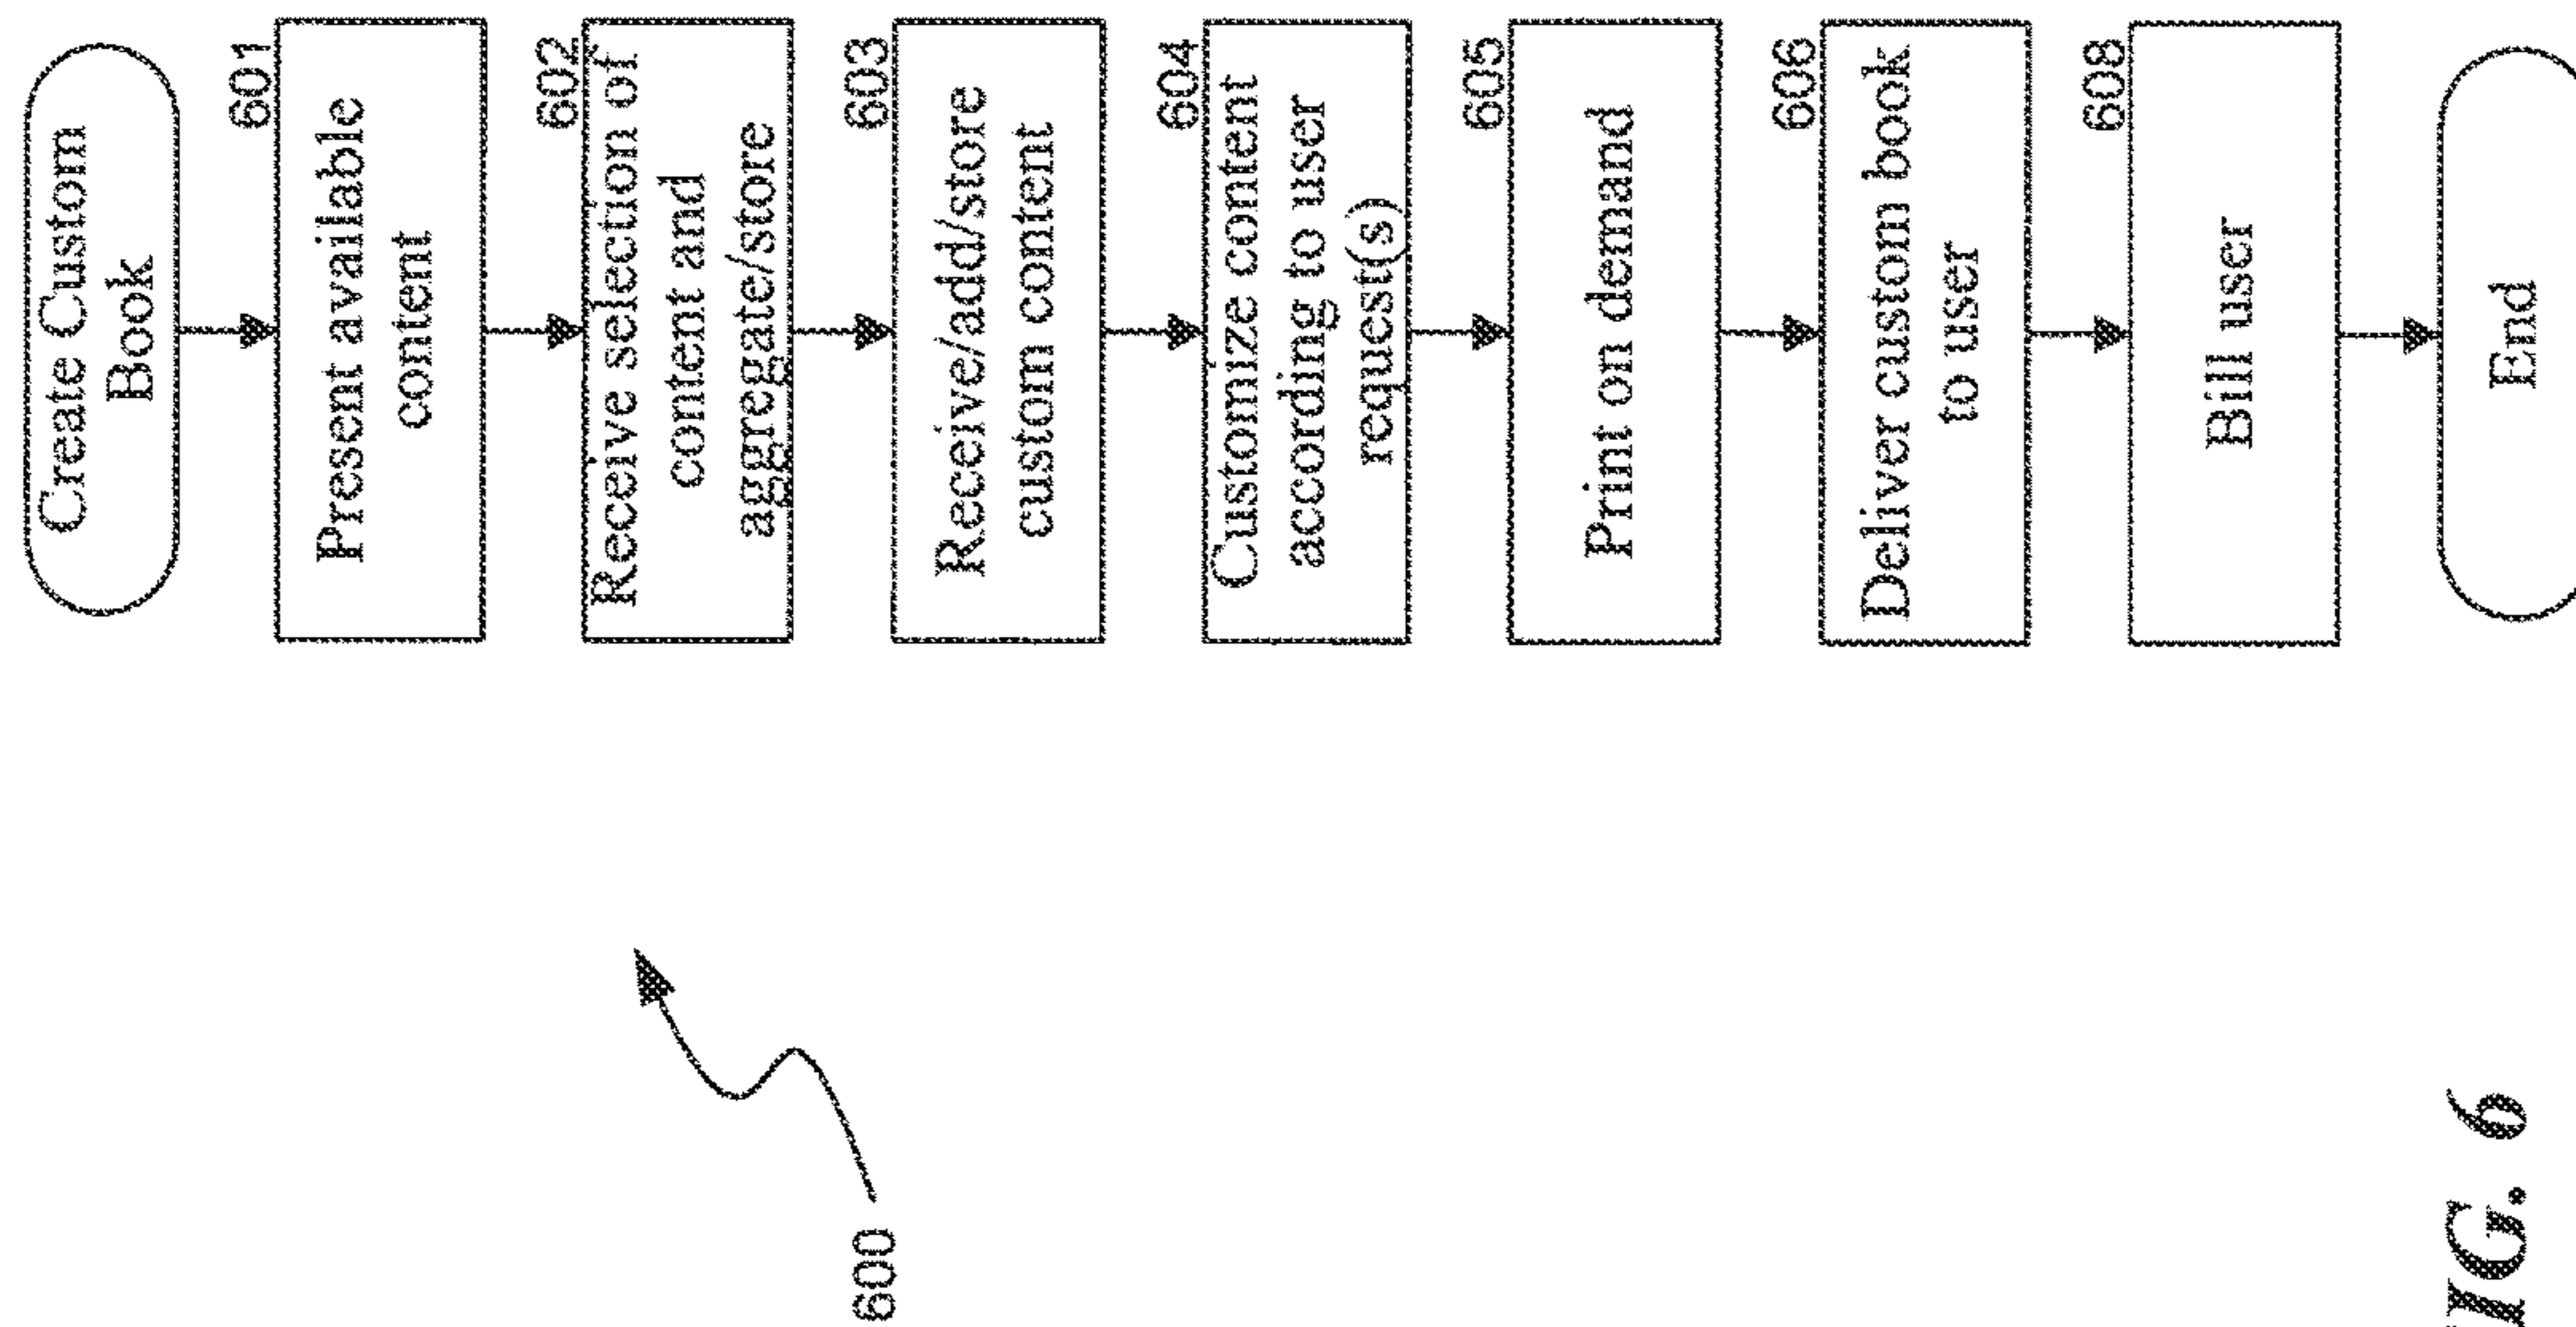 Create Custom
Book
601
Present available
content
602
Receive selection of
content and
aggregate/store
603
Receive/add/store
custom content
604
Customize content
according to user
request(s)
605
Print on demand
606
Deliver custom book
to user
608
Bill user
End
600
IG. 6